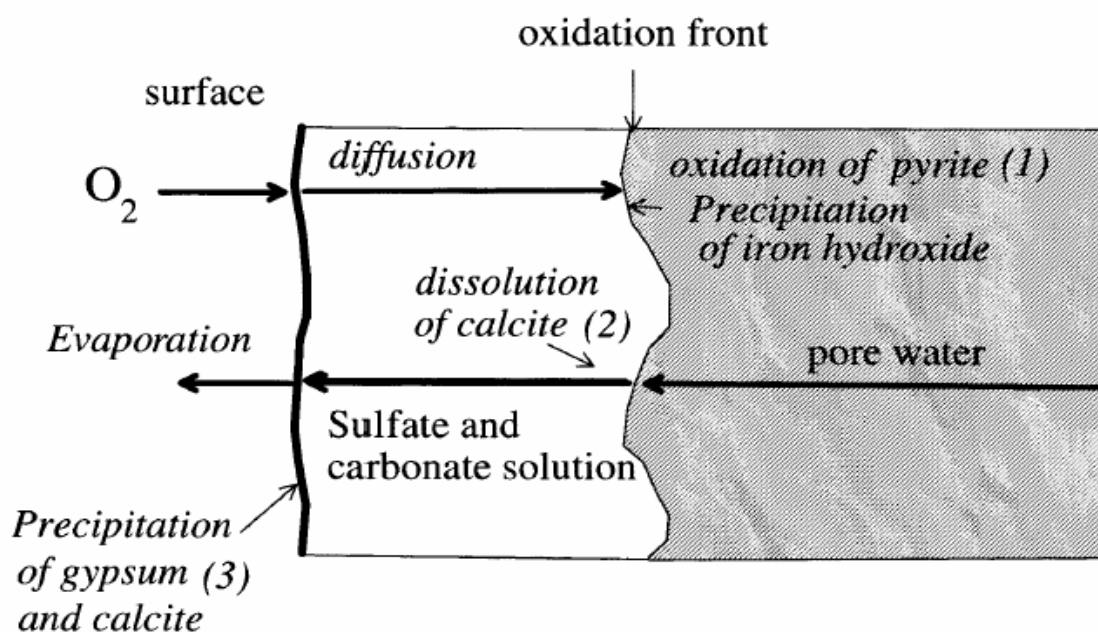 oxidation front
surface
O₂
diffusion
oxidation of pyrite (1)
Precipitation
of iron hydroxide
dissolution
of calcite (2)
Evaporation
pore water
Sulfate and
carbonate solution
Precipitation
of gypsum (3)
and calcite